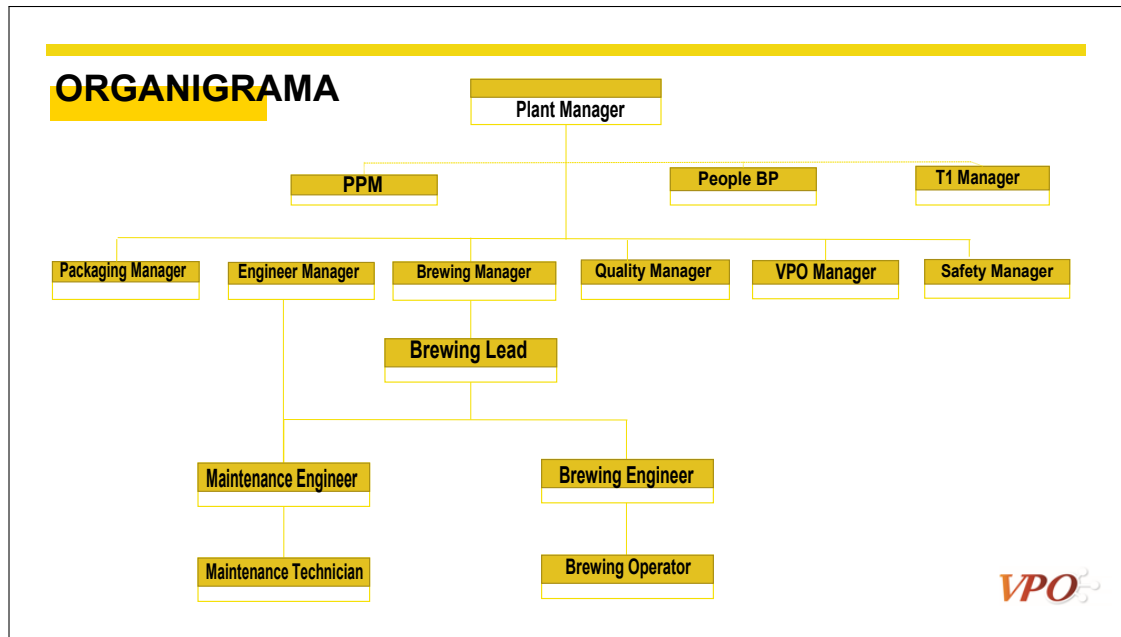 ORGANIGRAMA
Plant Manager
PPM
People BP
T1 Manager
Packaging Manager
Engineer Manager
Brewing Manager
Quality Manager
VPO Manager
Safety Manager
Brewing Lead
Maintenance Engineer
Brewing Engineer
Maintenance Technician
Brewing Operator
VPO